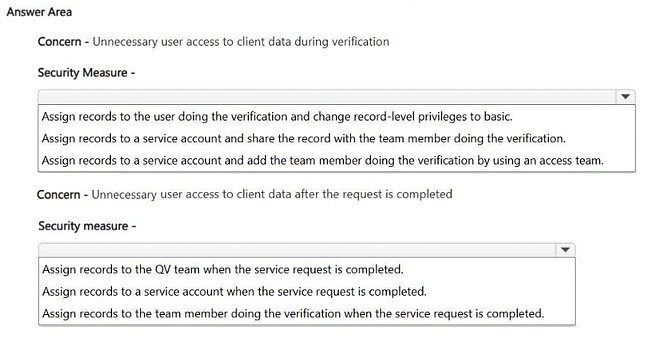 Answer Area
Concern - Unnecessary user access to client data during verification
Security Measure -
Assign records to the user doing the verification and change record-level privileges to basic.
Assign records to a service account and share the record with the team member doing the verification.
Assign records to a service account and add the team member doing the verification by using an access team.
Concern - Unnecessary user access to client data after the request is completed
Security measure -
Assign records to the QV team when the service request is completed.
Assign records to a service account when the service request is completed.
Assign records to the team member doing the verification when the service request is completed.